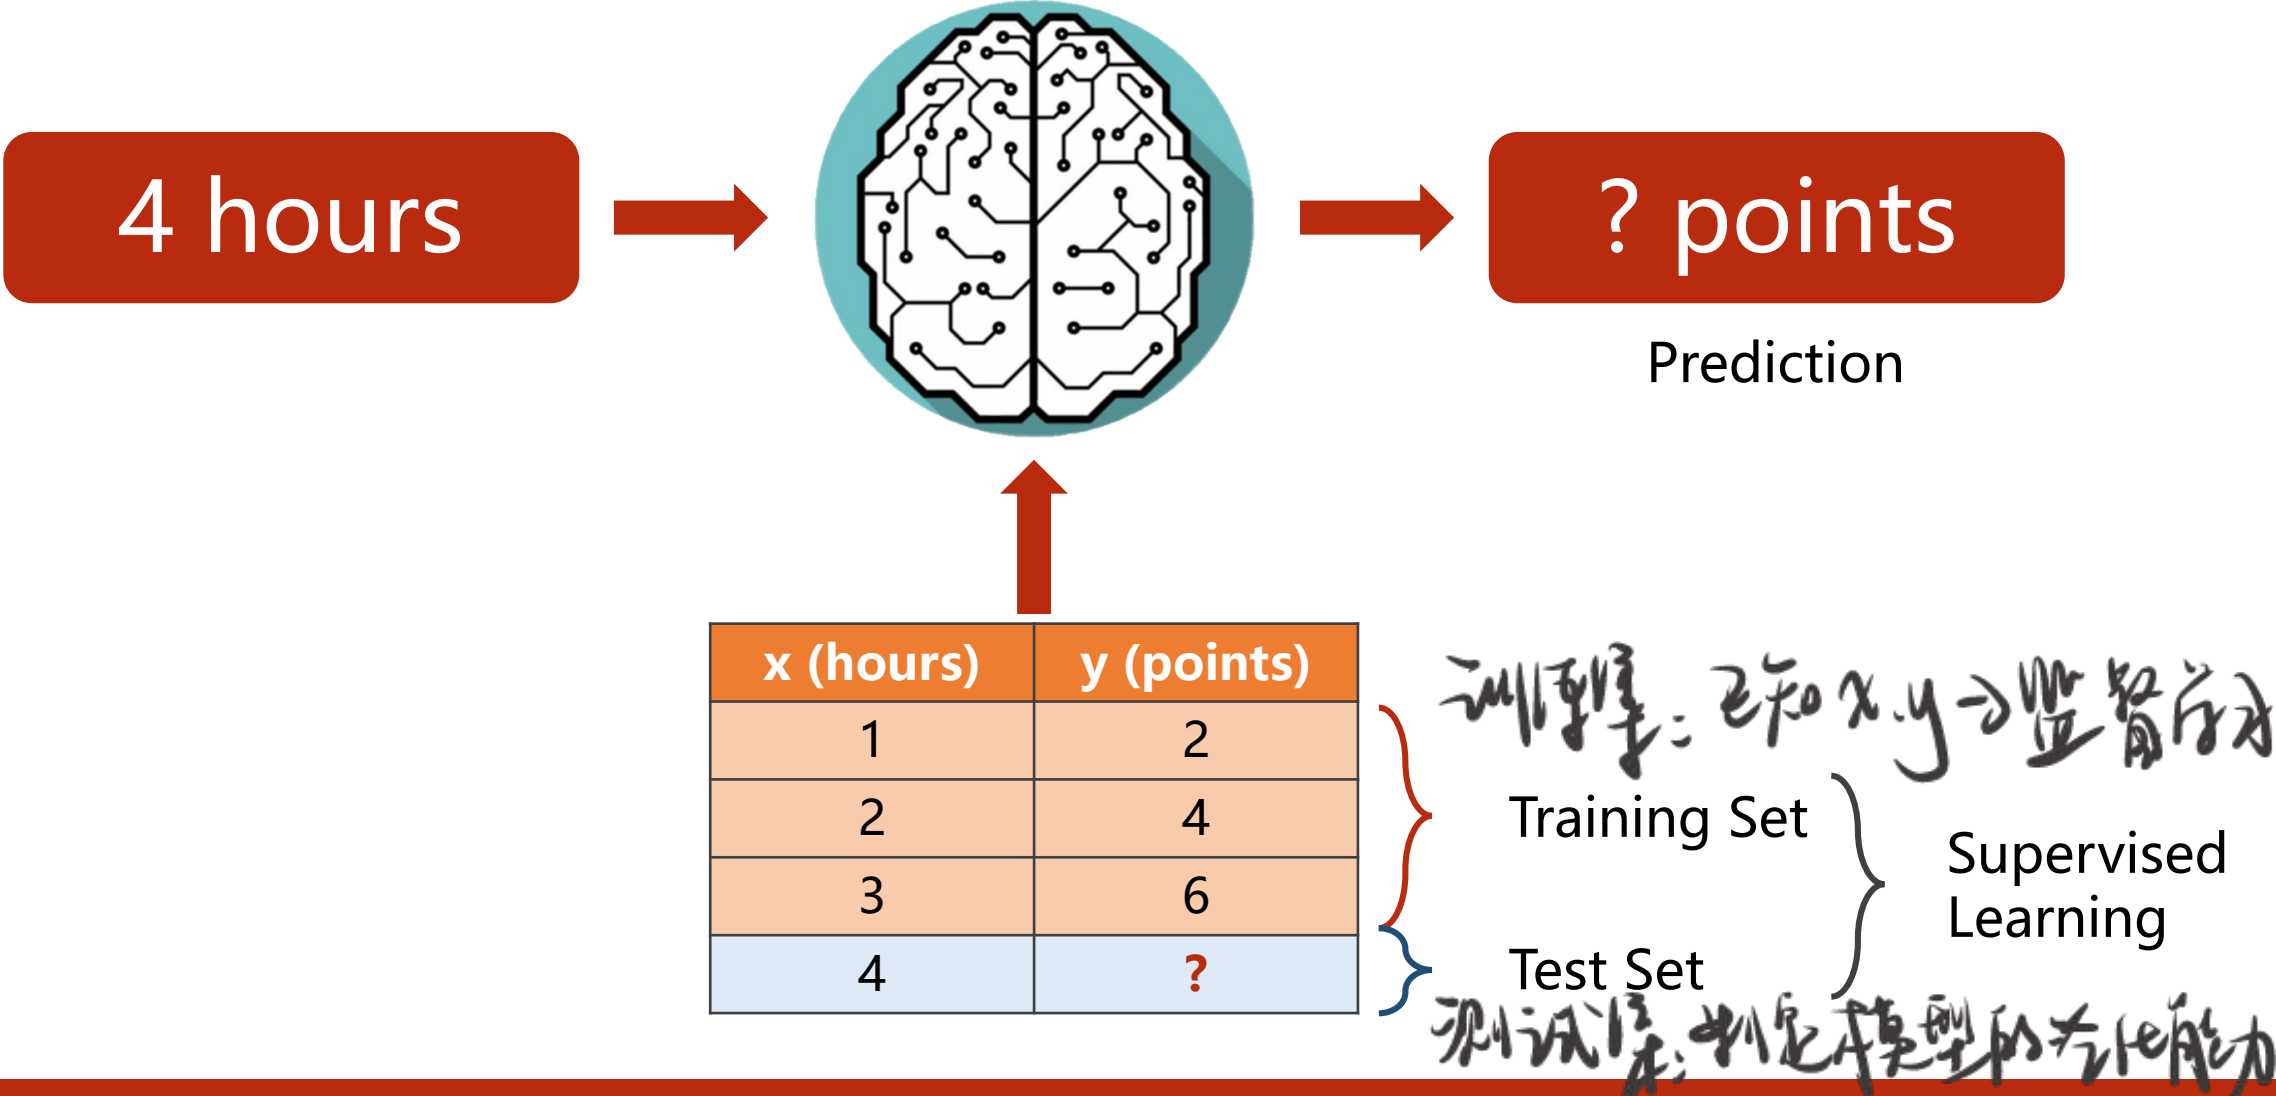 4 hours
? points
Prediction
x (hours) y (points)
1 2
2 4
3 6
4 ?
训练集：已知 x.y → 监督学习
Training Set
Supervised
Learning
Test Set
测试集：判定模型的泛化能力